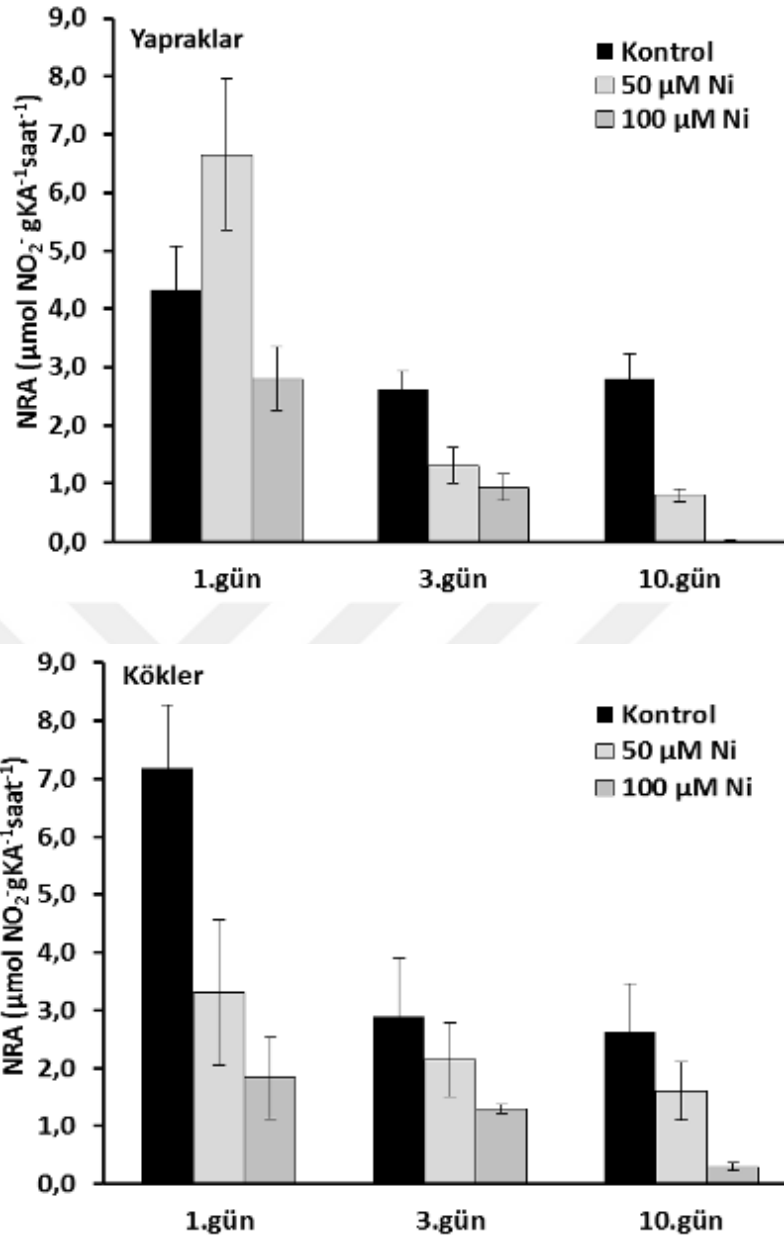 9,0
Yapraklar
8,0
7,0
6,0
5,0
4,0
3,0
2,0
1,0
0,0
NRA (µmol NO₂⁻ gKA⁻¹saat⁻¹)
Kontrol
50 µM Ni
100 µM Ni
1.gün 3.gün 10.gün
9,0
Kökler
8,0
7,0
6,0
5,0
4,0
3,0
2,0
1,0
0,0
NRA (µmol NO₂⁻gKA⁻¹saat⁻¹)
Kontrol
50 µM Ni
100 µM Ni
1.gün 3.gün 10.gün